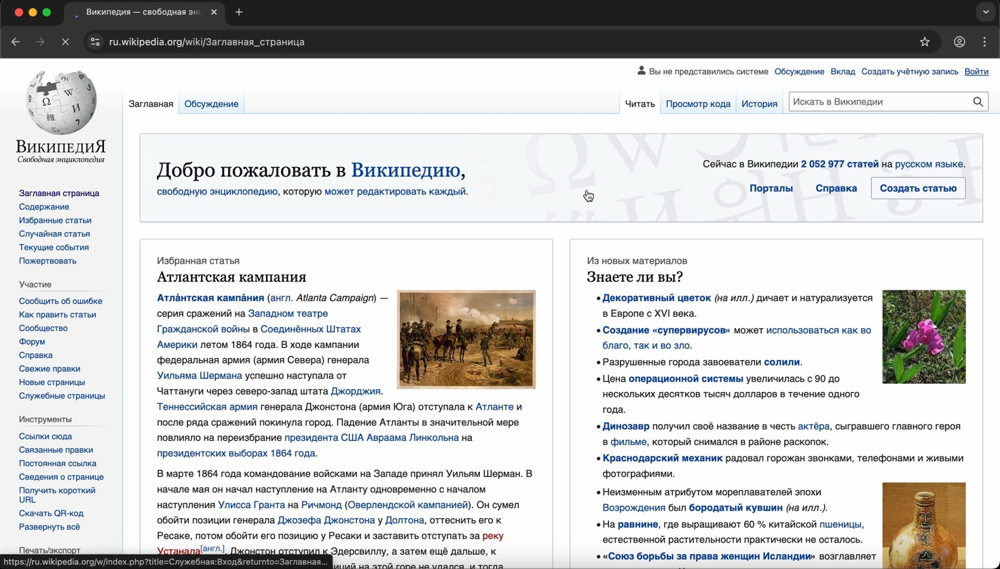 Википедия — свободная энц
ru.wikipedia.org/wiki/Заглавная_страница
Вы не представились системе Обсуждение Вклад Создать учётную запись Войти
Заглавная Обсуждение Читать Просмотр кода История Искать в Википедии
ВикипедиЯ
Свободная энциклопедия
Заглавная страница
Содержание
Избранные статьи
Случайная статья
Текущие события
Пожертвовать
Участие
Сообщить об ошибке
Как править статьи
Сообщество
Форум
Справка
Свежие правки
Новые страницы
Служебные страницы
Инструменты
Ссылки сюда
Связанные правки
Постоянная ссылка
Сведения о странице
Получить короткий
URL
Скачать QR-код
Развернуть всё
Печать/экспорт
Добро пожаловать в Википедию,
свободную энциклопедию, которую может редактировать каждый.
Сейчас в Википедии 2 052 977 статей на русском языке.
Порталы Справка Создать статью
Избранная статья
Атлантская кампания
Атла́нтская кампа́ния (англ. Atlanta Campaign) —
серия сражений на Западном театре
Гражданской войны в Соединённых Штатах
Америки летом 1864 года. В ходе кампании
федеральная армия (армия Севера) генерала
Уильяма Шермана успешно наступала от
Чаттануги через северо-запад штата Джорджия.
Теннессийская армия генерала Джонстона (армия Юга) отступала к Атланте и
после ряда сражений покинула город. Падение Атланты в значительной мере
повлияло на переизбрание президента США Авраама Линкольна на
президентских выборах 1864 года.
В марте 1864 года командование войсками на Западе принял Уильям Шерман. В
начале мая он начал наступление на Атланту одновременно с началом
наступления Улисса Гранта на Ричмонд (Оверлендской кампанией). Он сумел
обойти позиции генерала Джозефа Джонстона у Долтона, оттеснить его к
Ресаке, потом обойти его позицию у Ресаки и заставить отступать за реку
Устанала[англ.]. Джонстон отступил к Эдерсвиллу, а затем ещё дальше, к
Из новых материалов
Знаете ли вы?
• Декоративный цветок (на илл.) дичает и натурализуется
в Европе с XVI века.
• Создание «супервирусов» может использоваться как во
благо, так и во зло.
• Разрушенные города завоеватели солили.
• Цена операционной системы увеличилась с 90 до
нескольких десятков тысяч долларов в течение одного
года.
• Динозавр получил своё название в честь актёра, сыгравшего главного героя
в фильме, который снимался в районе раскопок.
• Краснодарский механик радовал горожан звонками, телефонами и живыми
фотографиями.
• Неизменным атрибутом мореплавателей эпохи
Возрождения был бородатый кувшин (на илл.).
• На равнине, где выращивают 60 % китайской пшеницы,
естественной растительности практически не осталось.
• «Союз борьбы за права женщин Исландии» возглавляет
https://ru.wikipedia.org/w/index.php?title=Служебная:Вход&returnto=Заглавная...